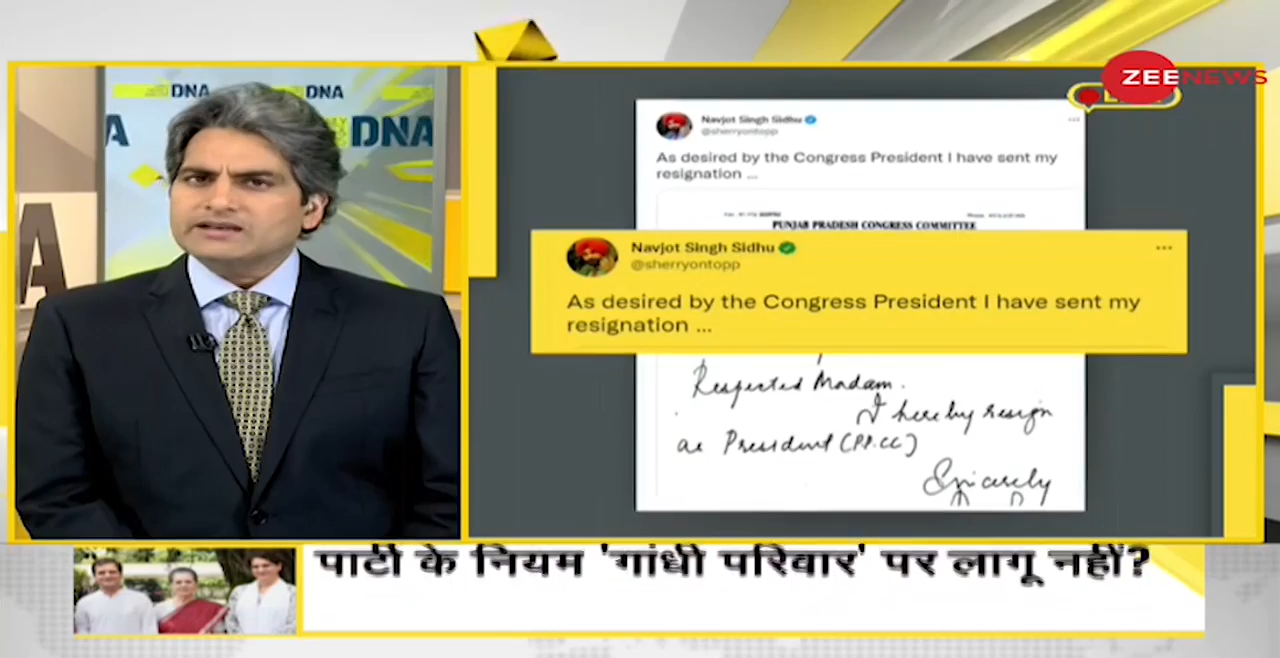 DNA
DNA
DNA
A
A
ZEE NEWS
Navjot Singh Sidhu
@sherryontopp
As desired by the Congress President I have sent my
resignation ...
PUNJAB PRADESH CONGRESS COMMITTEE
Navjot Singh Sidhu
@sherryontopp
As desired by the Congress President I have sent my
resignation ...
Respected Madam.
I hereby resign
as President (PPCC)
Sincerely
पार्टी के नियम 'गांधी परिवार' पर लागू नहीं?